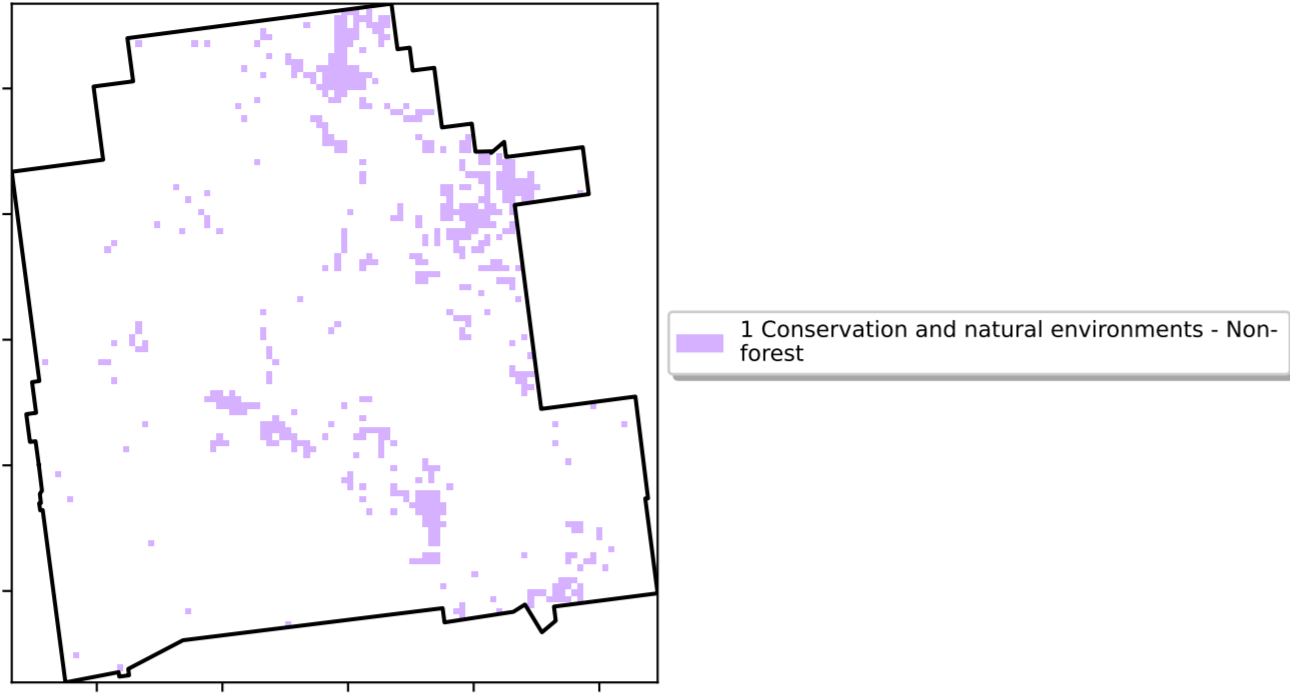 1 Conservation and natural environments - Non-
forest